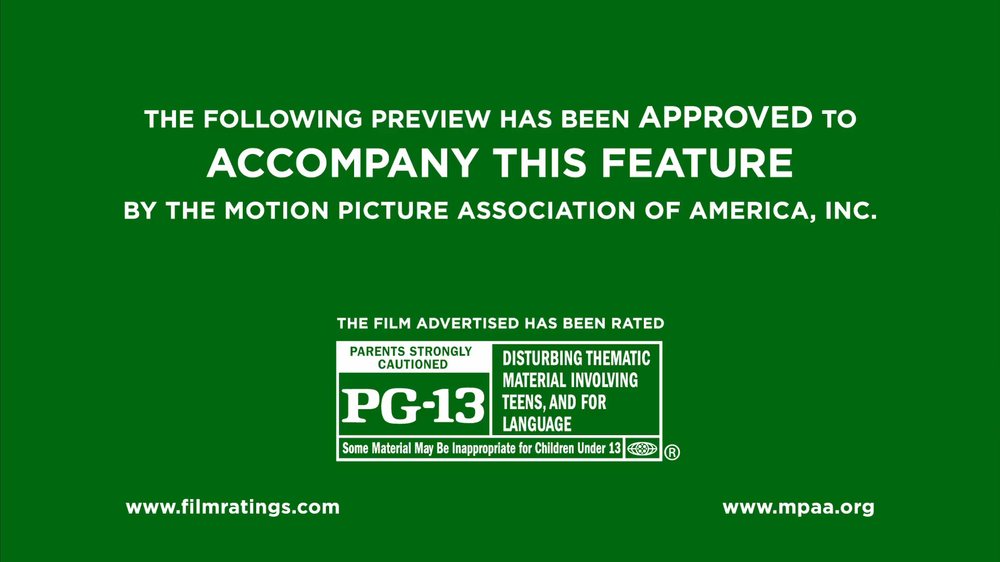 THE FOLLOWING PREVIEW HAS BEEN APPROVED TO
ACCOMPANY THIS FEATURE
BY THE MOTION PICTURE ASSOCIATION OF AMERICA, INC.
THE FILM ADVERTISED HAS BEEN RATED
PARENTS STRONGLY
CAUTIONED
PG-13
DISTURBING THEMATIC
MATERIAL INVOLVING
TEENS, AND FOR
LANGUAGE
Some Material May Be Inappropriate for Children Under 13
®
www.filmratings.com
www.mpaa.org